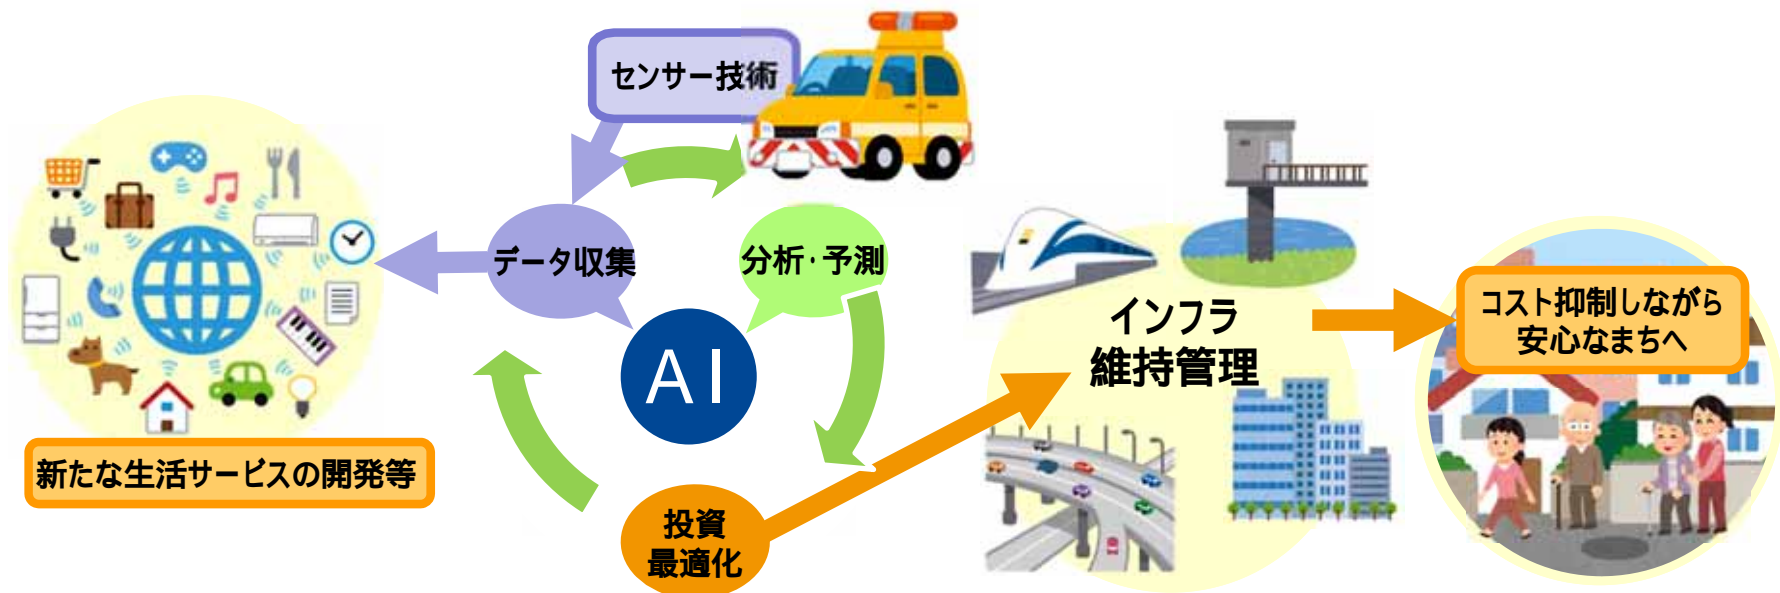 センサー技術
データ収集
分析・予測
AI
投資
最適化
新たな生活サービスの開発等
インフラ
維持管理
コスト抑制しながら
安心なまちへ